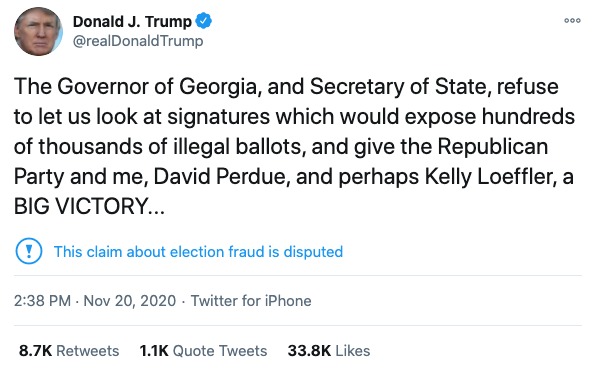 Donald J. Trump
@realDonaldTrump
The Governor of Georgia, and Secretary of State, refuse
to let us look at signatures which would expose hundreds
of thousands of illegal ballots, and give the Republican
Party and me, David Perdue, and perhaps Kelly Loeffler, a
BIG VICTORY...
This claim about election fraud is disputed
2:38 PM · Nov 20, 2020 · Twitter for iPhone
8.7K Retweets 1.1K Quote Tweets 33.8K Likes